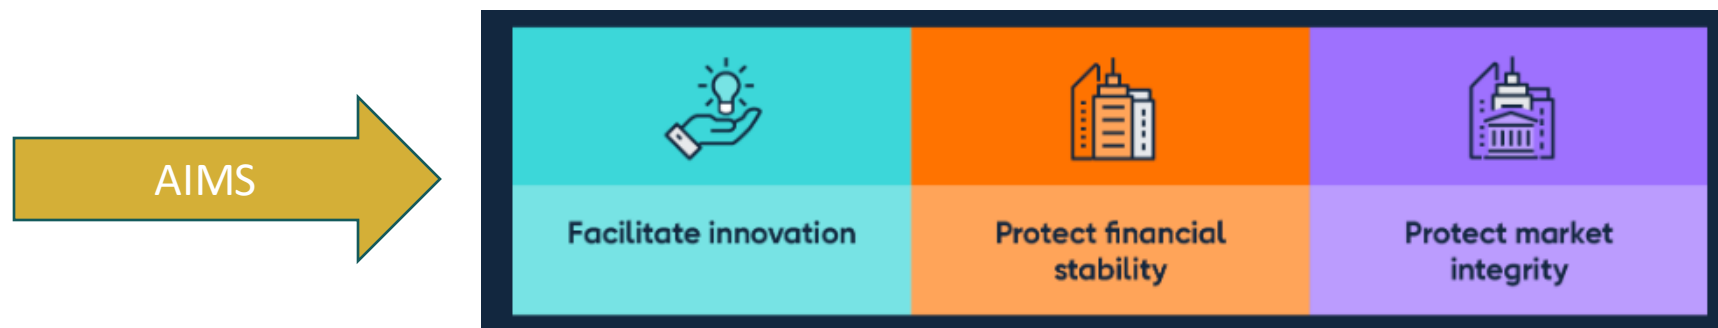 AIMS
Facilitate innovation
Protect financial
stability
Protect market
integrity